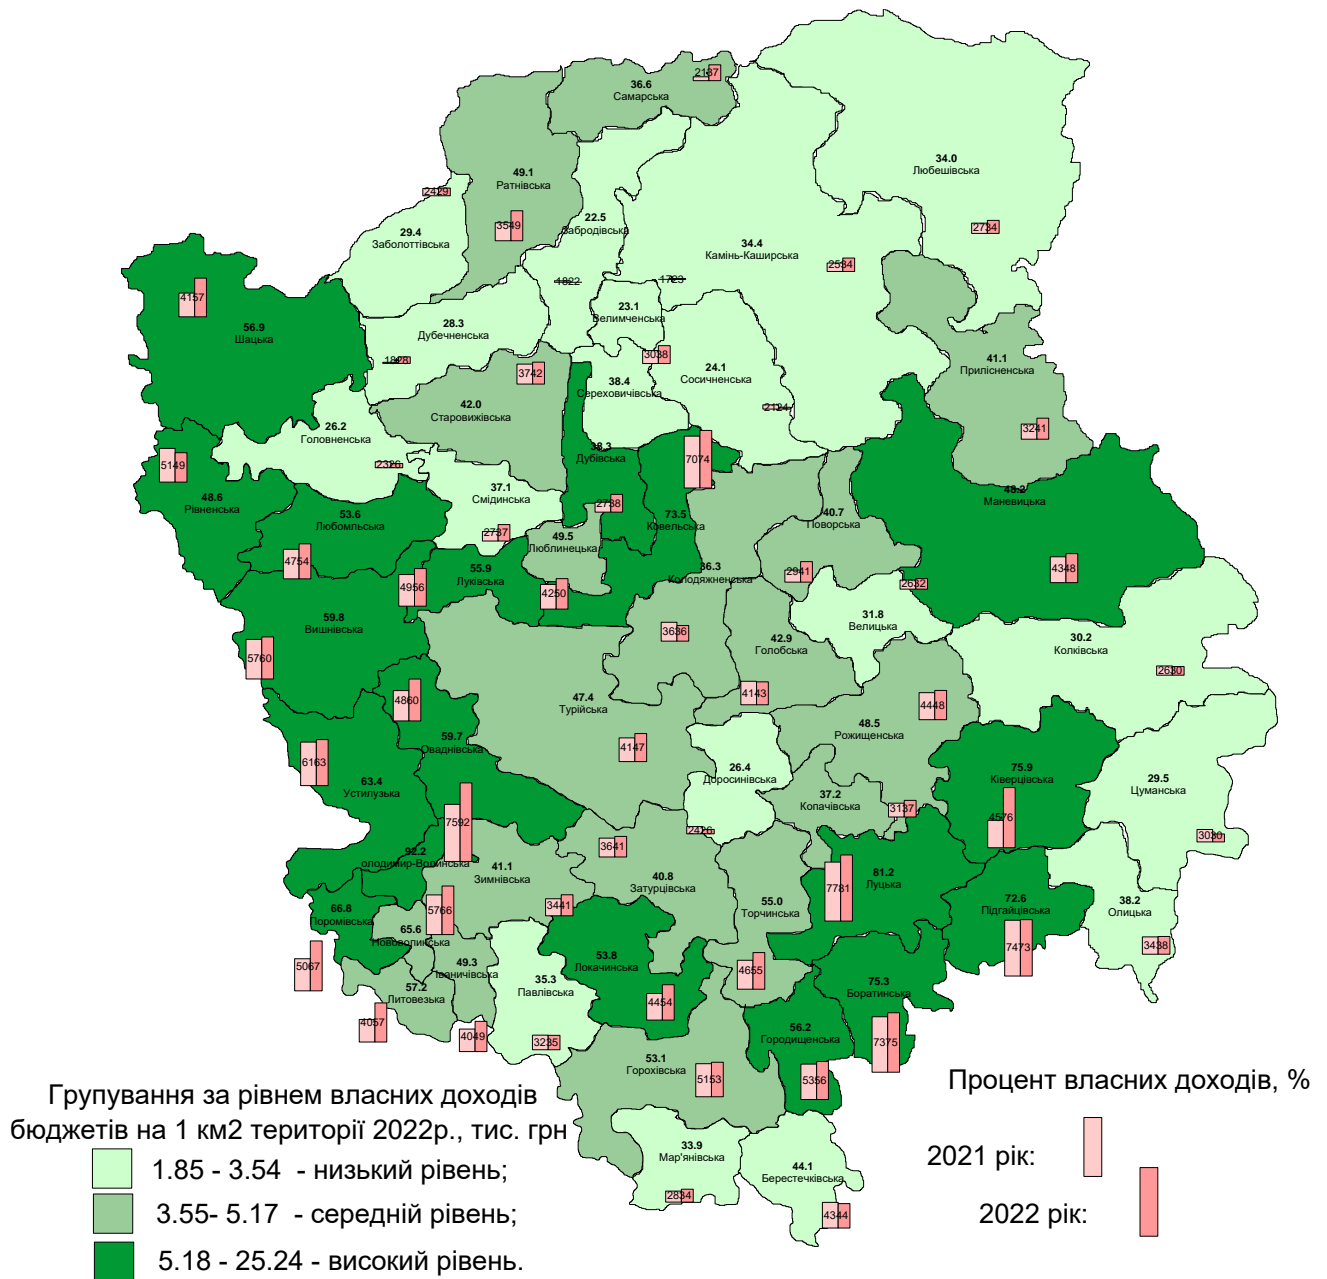 36.6
Самарська
2187
34.0
Любешівська
2734
49.1
Ратнівська
3549
2429
29.4
Заболоттівська
22.5
Забродівська
1822
34.4
Камінь-Каширська
2584
1723
23.1
Велимченська
4157
56.9
Шацька
28.3
Дубечненська
1828
3038
24.1
Сосичненська
2124
41.1
Прилісненська
3241
3742
42.0
Старовижівська
38.4
Сереховичівська
26.2
Головненська
2326
38.3
Дубівська
2738
7074
5149
48.6
Рівненська
53.6
Любомльська
4754
37.1
Смідинська
2737
73.5
Ковельська
49.5
Люблинецька
4250
40.7
Поворська
2941
48.2
Маневицька
4348
55.9
Луківська
4956
36.3
Колодяжненська
3636
2632
59.8
Вишнівська
5760
31.8
Велицька
30.2
Колківська
2630
42.9
Голобська
4143
4860
47.4
Турійська
4147
4448
48.5
Рожищенська
59.7
Оваднівська
6163
63.4
Устилузька
26.4
Доросинівська
2426
37.2
Копачівська
3137
75.9
Ківерцівська
4576
29.5
Цуманська
3030
7592
92.2
олодимир-Волинська
41.1
Зимнівська
3441
3641
40.8
Затурцівська
81.2
Луцька
7781
55.0
Торчинська
4655
72.6
Підгайцівська
7473
38.2
Олицька
3438
66.8
Поромівська
5067
65.6
Нововолинська
5766
49.3
Іваничівська
4049
57.2
Литовезька
4057
35.3
Павлівська
3235
53.8
Локачинська
4454
75.3
Боратинська
7375
56.2
Городищенська
5356
53.1
Горохівська
5153
33.9
Мар'янівська
2834
44.1
Берестечківська
4344
Групування за рівнем власних доходів
бюджетів на 1 км2 території 2022р., тис. грн
1.85 - 3.54 - низький рівень;
3.55- 5.17 - середній рівень;
5.18 - 25.24 - високий рівень.
Процент власних доходів, %
2021 рік:
2022 рік: